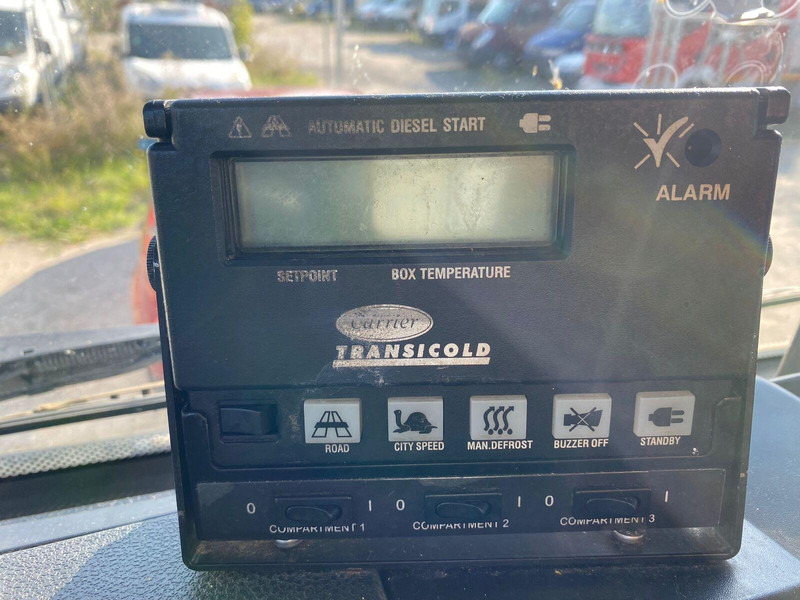 AUTOMATIC DIESEL START
ALARM
SETPOINT BOX TEMPERATURE
Carrier
TRANSICOLD
ROAD CITY SPEED MAN.DEFROST BUZZER OFF STANDBY
0 I 0 I 0 I
COMPARTMENT 1 COMPARTMENT 2 COMPARTMENT 3